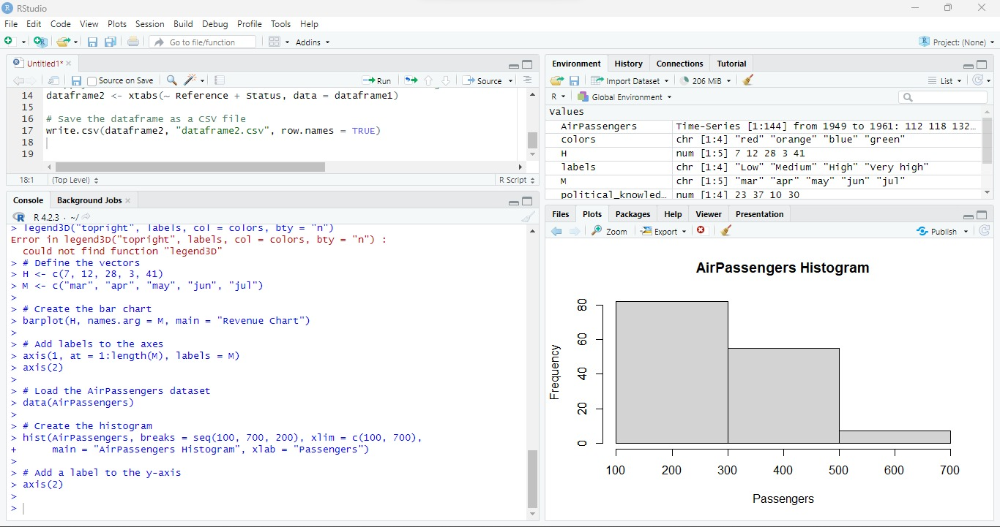 RStudio
File Edit Code View Plots Session Build Debug Profile Tools Help
Go to file/function Addins Project: (None)
Untitled1*
Source on Save Run Source
14 dataframe2 <- xtabs(~ Reference + Status, data = dataframe1)
15
16 # Save the dataframe as a CSV file
17 write.csv(dataframe2, "dataframe2.csv", row.names = TRUE)
18
19
18:1 (Top Level) R Script
Console Background Jobs
R 4.2.3 · ~/
> legend3D("topright", labels, col = colors, bty = "n")
Error in legend3D("topright", labels, col = colors, bty = "n") :
could not find function "legend3D"
> # Define the vectors
> H <- c(7, 12, 28, 3, 41)
> M <- c("mar", "apr", "may", "jun", "jul")
>
> # Create the bar chart
> barplot(H, names.arg = M, main = "Revenue Chart")
>
> # Add labels to the axes
> axis(1, at = 1:length(M), labels = M)
> axis(2)
>
> # Load the AirPassengers dataset
> data(AirPassengers)
>
> # Create the histogram
> hist(AirPassengers, breaks = seq(100, 700, 200), xlim = c(100, 700),
+ main = "AirPassengers Histogram", xlab = "Passengers")
>
> # Add a label to the y-axis
> axis(2)
>
>
Environment History Connections Tutorial
Import Dataset 206 MiB List
R Global Environment
Values
AirPassengers Time-Series [1:144] from 1949 to 1961: 112 118 132…
colors chr [1:4] "red" "orange" "blue" "green"
H num [1:5] 7 12 28 3 41
labels chr [1:4] "Low" "Medium" "High" "Very high"
M chr [1:5] "mar" "apr" "may" "jun" "jul"
political_knowled… num [1:4] 23 37 10 30
Files Plots Packages Help Viewer Presentation
Zoom Export Publish
AirPassengers Histogram
Frequency
80
60
40
20
0
100 200 300 400 500 600 700
Passengers